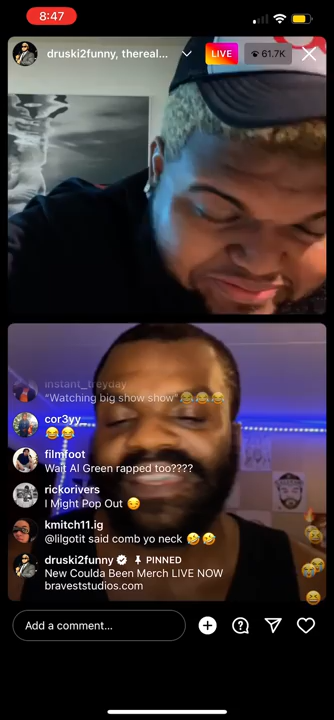 8:47
druski2funny, thereal...
LIVE
61.7K
instant_treyday
“Watching big show show”😂😂😂
cor3yy
😂😂
filmfoot
Wait Al Green rapped too????
rickorivers
I Might Pop Out 😏
kmitch11.ig
@lilgotit said comb yo neck 🤣🤣
druski2funny PINNED
New Coulda Been Merch LIVE NOW
braveststudios.com
Add a comment...